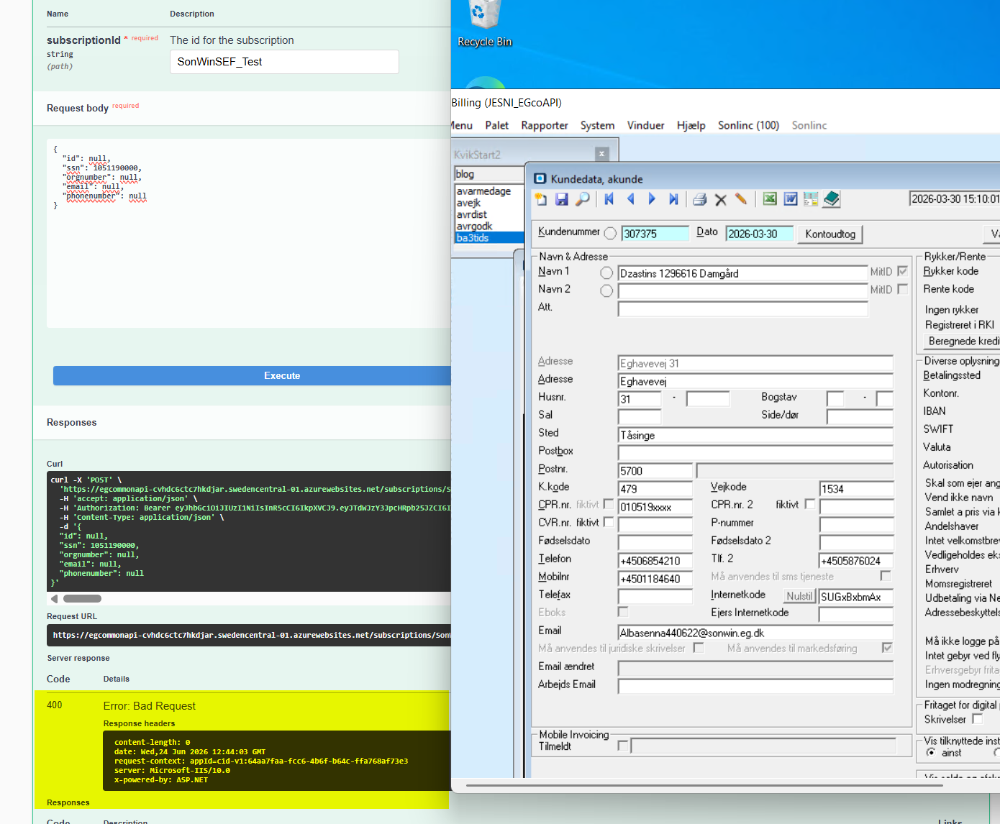 Name Description
subscriptionId * required The id for the subscription
string
(path)
SonWinSEF_Test
Request body required
{
"id": null,
"ssn": 1051190000,
"orgnumber": null,
"email": null,
"phonenumber": null
}
Execute
Responses
Curl
curl -X 'POST' \
'https://egcommonapi-cvhdc6ctc7hkdjar.swedencentral-01.azurewebsites.net/subscriptions/S
-H 'accept: application/json' \
-H 'Authorization: Bearer eyJhbGciOiJIUzI1NiIsInR5cCI6IkpXVCJ9.eyJTdWJzY3JpcHRpb25JZCI6I
-H 'Content-Type: application/json' \
-d '{
"id": null,
"ssn": 1051190000,
"orgnumber": null,
"email": null,
"phonenumber": null
}'
Request URL
https://egcommonapi-cvhdc6ctc7hkdjar.swedencentral-01.azurewebsites.net/subscriptions/SonW
Server response
Code Details
400 Error: Bad Request
Response headers
content-length: 0
date: Wed,24 Jun 2026 12:44:03 GMT
request-context: appId=cid-v1:64aa7faa-fcc6-4b6f-b64c-ffa768af73e3
server: Microsoft-IIS/10.0
x-powered-by: ASP.NET
Responses
Code Description Links
Recycle Bin
Billing (JESNI_EGcoAPI)
Menu Palet Rapporter System Vinduer Hjælp Sonlinc (100) Sonlinc
KvikStart2
blog
avarmedage
avejk
avrdist
avrgodk
ba3tids
Kundedata, akunde
2026-03-30 15:10:01
Kundenummer 307375 Dato 2026-03-30 Kontoudtog Va
Navn & Adresse
Navn 1 Dzastins 1296616 Damgård MitID
Navn 2 MitID
Att.
Adresse Eghavevej 31
Adresse Eghavevej
Husnr. 31 - Bogstav -
Sal Side/dør
Sted Tåsinge
Postbox
Postnr. 5700
K.kode 479 Vejkode 1534
CPR.nr. fiktivt 010519xxxx CPR.nr. 2 fiktivt
CVR.nr. fiktivt P-nummer
Fødselsdato Fødselsdato 2
Telefon +4506854210 Tlf. 2 +4505876024
Mobilnr +4501184640 Må anvendes til sms tjeneste
Telefax Internetkode Nulstil SUGxBxbmAx
Eboks Ejers Internetkode
Email Albasenna440622@sonwin.eg.dk
Må anvendes til juridiske skrivelser Må anvendes til markedsføring
Email ændret
Arbejds Email
Mobile Invoicing
Tilmeldt
Rykker/Rente
Rykker kode
Rente kode
Ingen rykker
Registreret i RKI
Beregnede kredit
Diverse oplysninge
Betalingssted
Kontonr.
IBAN
SWIFT
Valuta
Autorisation
Skal som ejer ang
Vend ikke navn
Samlet a pris via k
Andelshaver
Intet velkomstbrev
Vedligeholdes eks
Erhverv
Momsregistreret
Udbetaling via Ne
Adressebeskyttels
Må ikke logge på
Intet gebyr ved fly
Erhversgebyr frita
Ingen modregning
Fritaget for digital p
Skrivelser
Vis tilknyttede inst
ainst